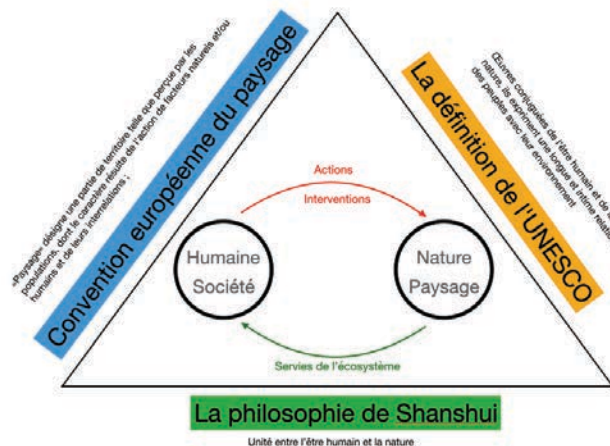 «Paysage» désigne une partie de territoire telle que perçue par les
populations, dont le caractère résulte de l'action de facteurs naturels et/ou
humains et de leurs interrelations ;
Convention européenne du paysage
Œuvres conjuguées de l'être humain et de
nature, ils expriment une longue et intime relatio
des peuples avec leur environnement
La définition de l'UNESCO
Actions
Interventions
Humaine
Société
Nature
Paysage
Servies de l'écosystème
La philosophie de Shanshui
Unité entre l'être humain et la nature